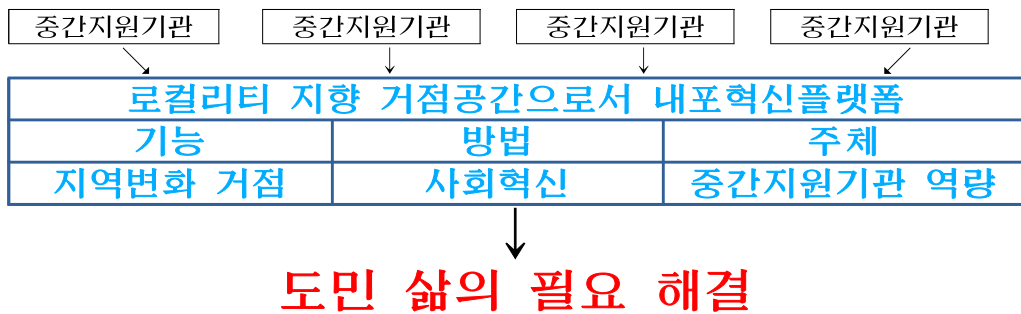 중간지원기관 중간지원기관 중간지원기관 중간지원기관
로컬리티 지향 거점공간으로서 내포혁신플랫폼
기능 방법 주체
지역변화 거점 사회혁신 중간지원기관 역량
도민 삶의 필요 해결